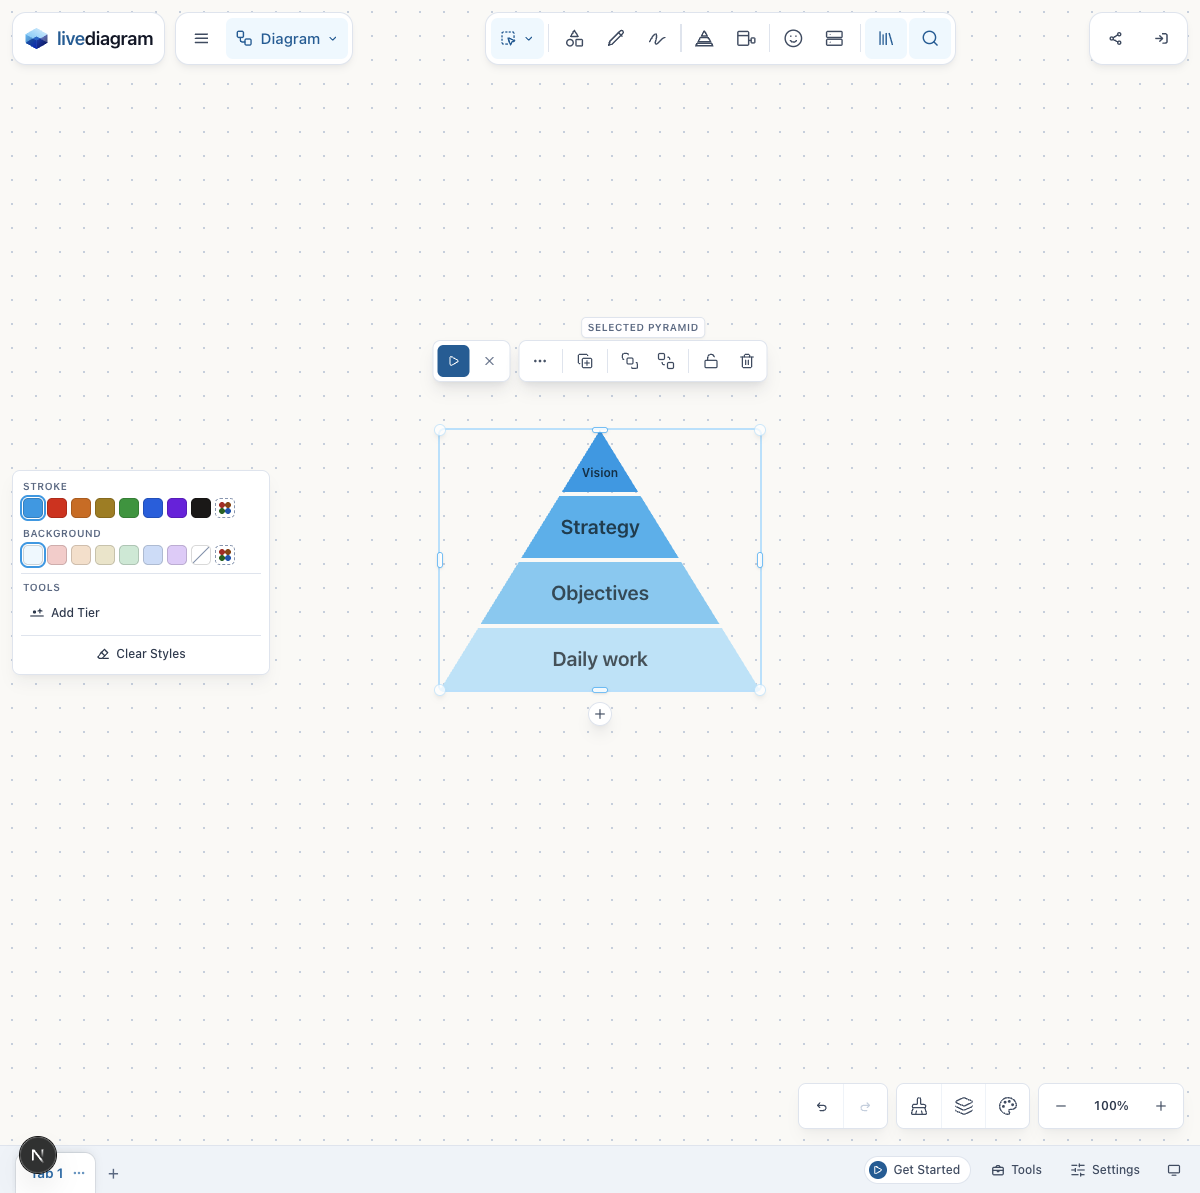 livediagram
Diagram
SELECTED PYRAMID
Vision
Strategy
Objectives
Daily work
STROKE
BACKGROUND
TOOLS
Add Tier
Clear Styles
100%
N
Tab 1
Get Started
Tools
Settings